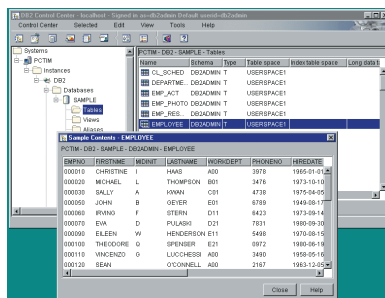 DB2 Control Center - localhost - Signed in as-db2admin Default userid-db2admin
Control Center Selected Edit View Tools Help
Systems
PCTIM
Instances
DB2
Databases
SAMPLE
Tables
Views
Aliases
PCTIM - DB2 - SAMPLE - Tables
Name Schema Type Table space Index table space Long data t
CL_SCHED DB2ADMIN T USERSPACE1
DEPARTME... DB2ADMIN T USERSPACE1
EMP_ACT DB2ADMIN T USERSPACE1
EMP_PHOTO DB2ADMIN T USERSPACE1
EMP_RES... DB2ADMIN T USERSPACE1
EMPLOYEE DB2ADMIN T USERSPACE1
Sample Contents - EMPLOYEE
PCTIM - DB2 - SAMPLE - DB2ADMIN - EMPLOYEE
EMPNO FIRSTNME MIDINIT LASTNAME WORKDEPT PHONENO HIREDATE
000010 CHRISTINE I HAAS A00 3978 1965-01-01
000020 MICHAEL L THOMPSON B01 3476 1973-10-10
000030 SALLY A KWAN C01 4738 1975-04-05
000050 JOHN B GEYER E01 6789 1949-08-17
000060 IRVING F STERN D11 6423 1973-09-14
000070 EVA D PULASKI D21 7831 1980-09-30
000090 EILEEN W HENDERSON E11 5498 1970-08-15
000100 THEODORE Q SPENSER E21 0972 1980-06-19
000110 VINCENZO G LUCCHESSI A00 3490 1958-05-16
000120 SEAN O'CONNELL A00 2167 1963-12-05
Close Help